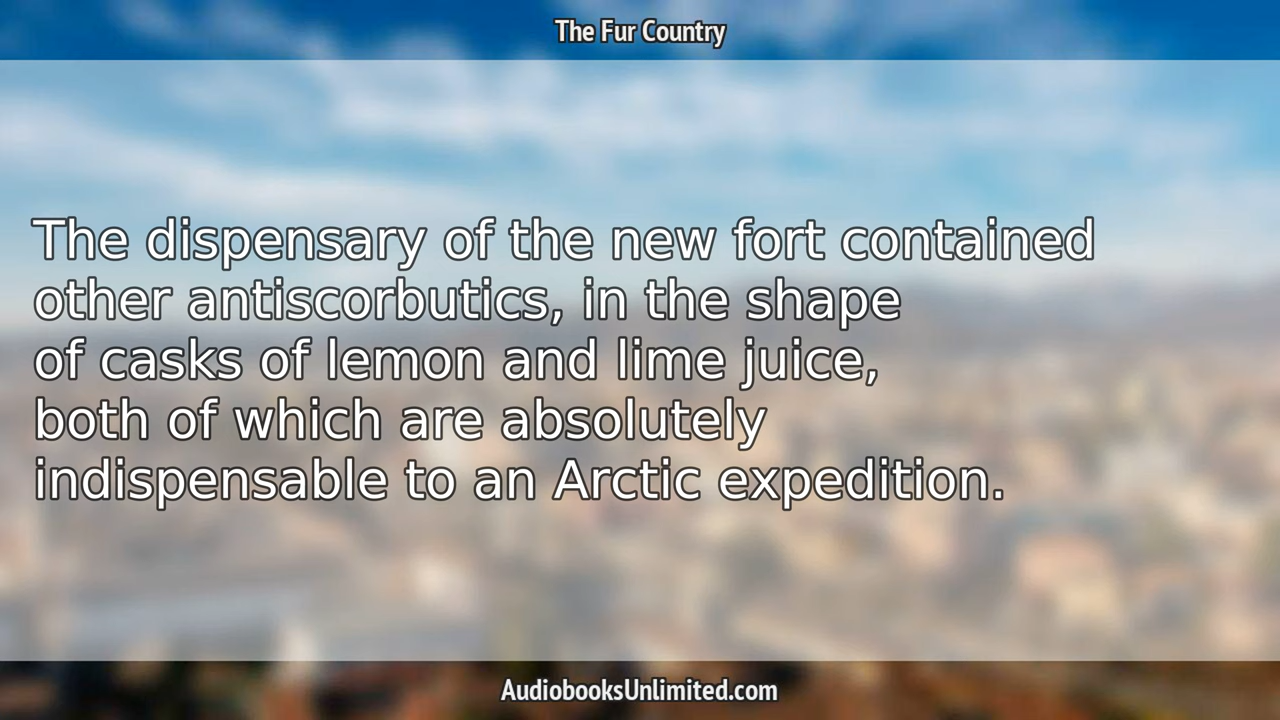 The Fur Country
The dispensary of the new fort contained
other antiscorbutics, in the shape
of casks of lemon and lime juice,
both of which are absolutely
indispensable to an Arctic expedition.
AudiobooksUnlimited.com